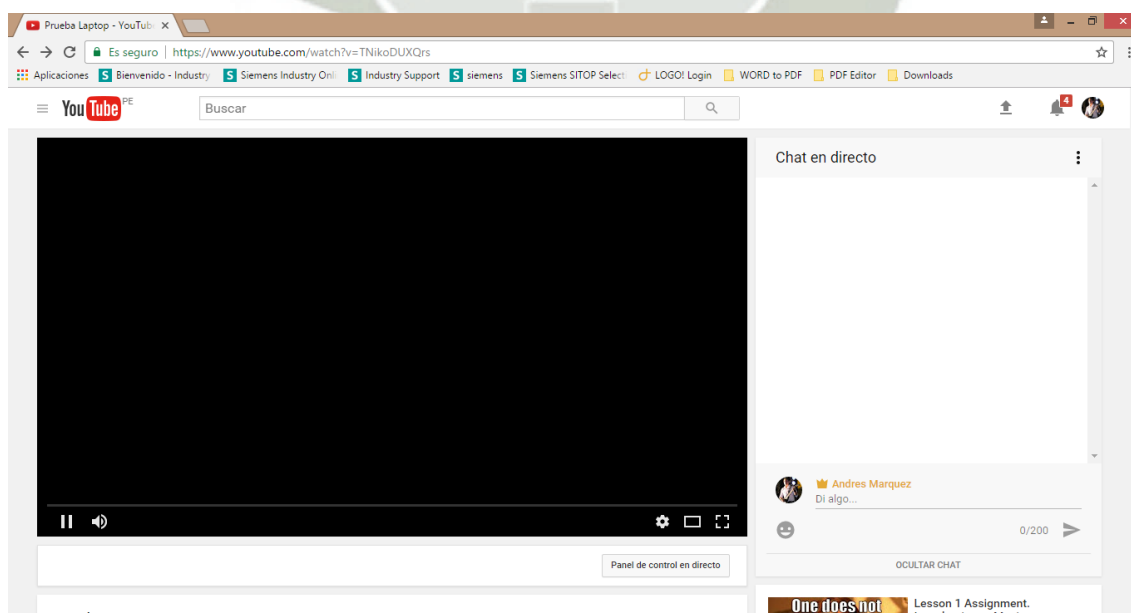 Prueba Laptop - YouTub
Es seguro | https://www.youtube.com/watch?v=TNikoDUXQrs
Aplicaciones S Bienvenido - Industry S Siemens Industry Onli S Industry Support S siemens S Siemens SITOP Select LOGO! Login WORD to PDF PDF Editor Downloads
YouTube PE Buscar 4
Chat en directo
Andres Marquez
Di algo...
0/200
Panel de control en directo
OCULTAR CHAT
One does not
Lesson 1 Assignment.